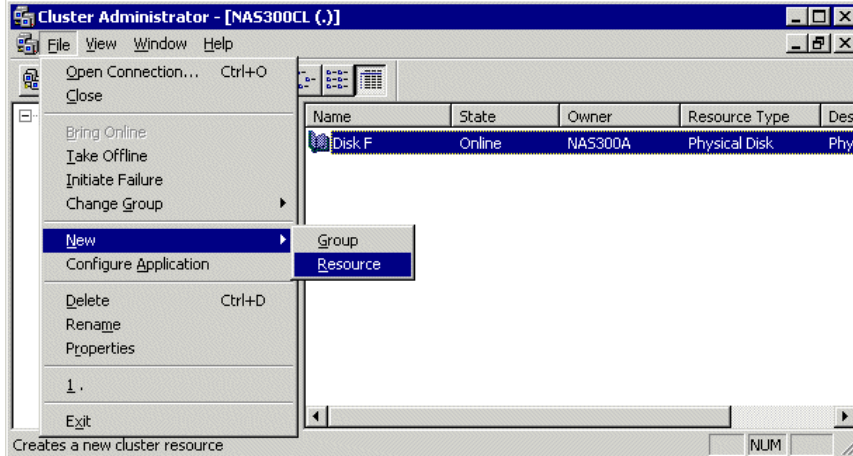 Cluster Administrator - [NAS300CL (.)]
File View Window Help
Open Connection... Ctrl+O
Close
Name State Owner Resource Type Des
Bring Online
Disk F Online NAS300A Physical Disk Phy
Take Offline
Initiate Failure
Change Group
New
Group
Configure Application
Resource
Delete Ctrl+D
Rename
Properties
1 .
Exit
Creates a new cluster resource NUM